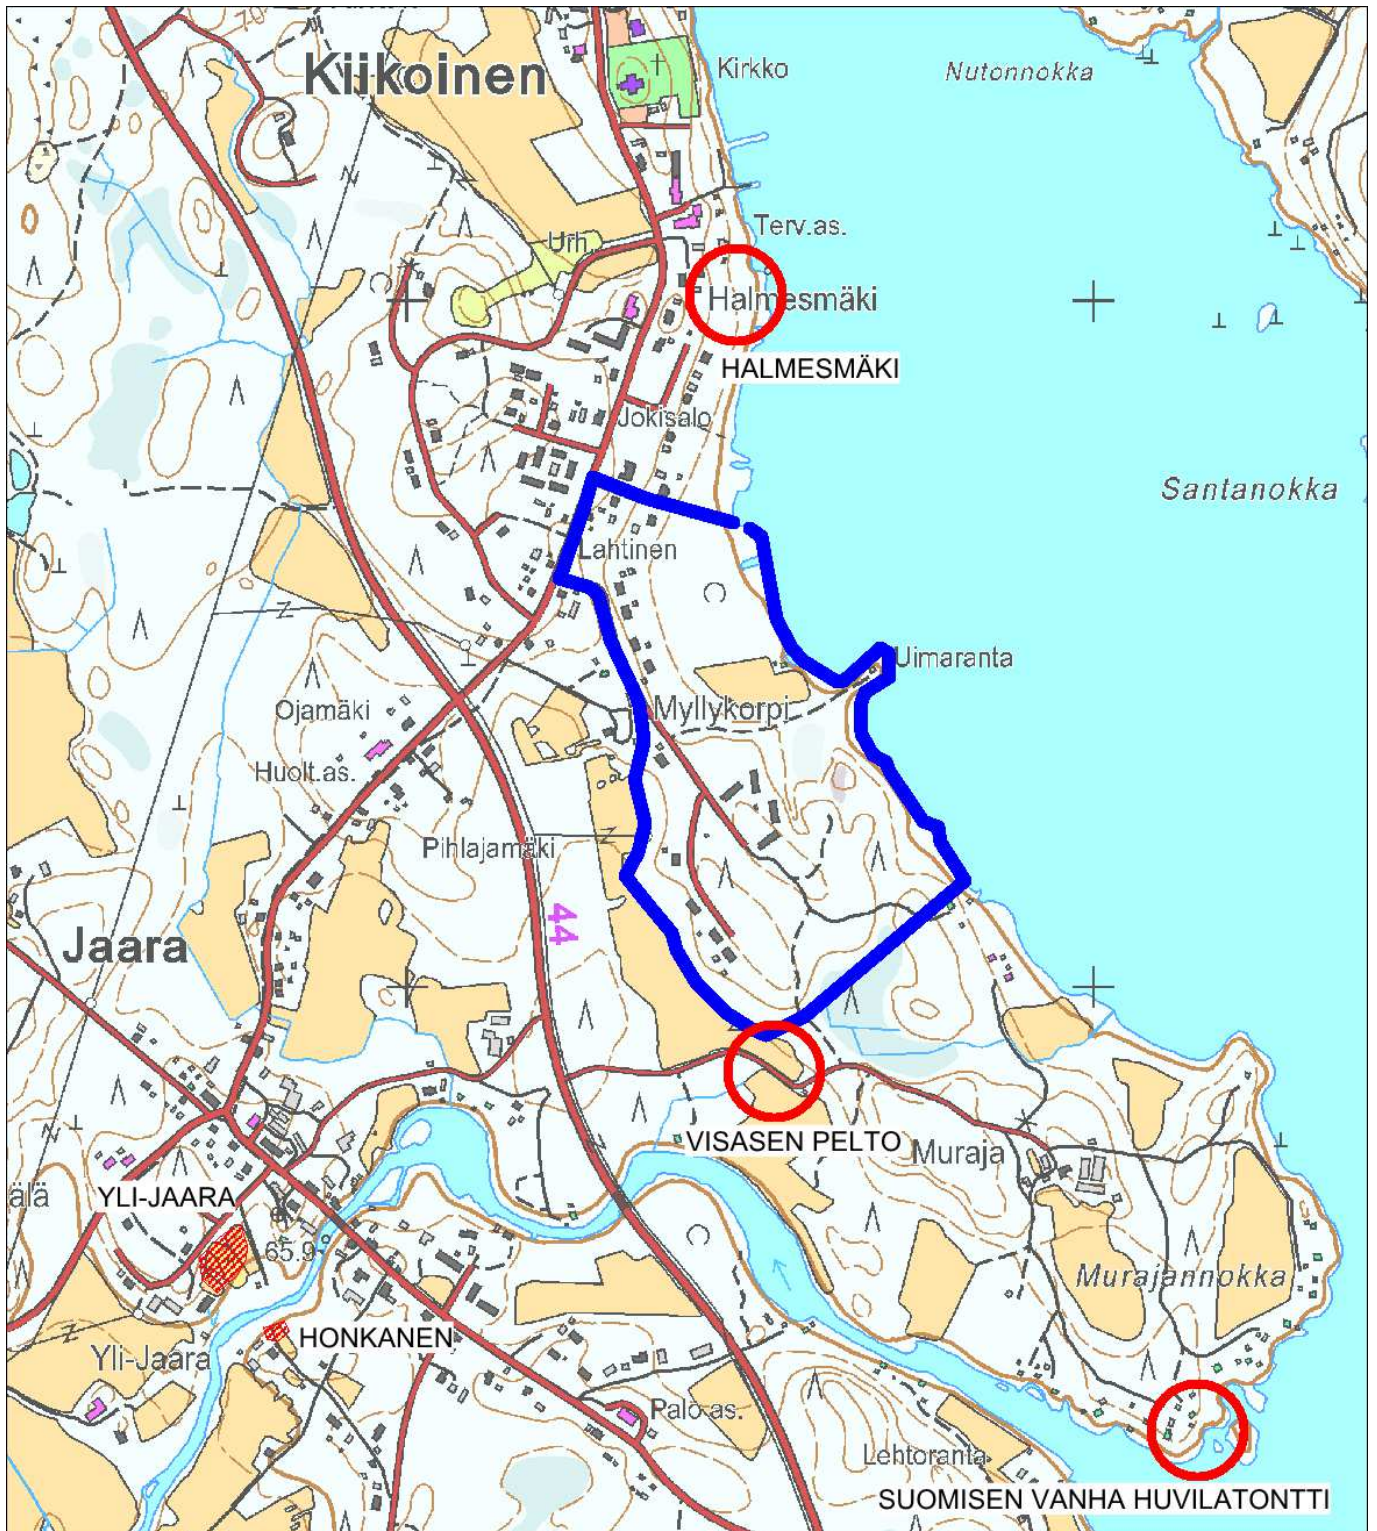 Kiikoinen
Kirkko
Nutonnokka
Terv.as.
Urh.
Halmesmäki
HALMESMÄKI
Jokisalo
Santanokka
Lahtinen
Uimaranta
Myllykorpi
Ojamäki
Huolt.as.
Pihlajamäki
44
Jaara
VISASEN PELTO
Muraja
älä
YLI-JAARA
65.9
Murajannokka
HONKANEN
Yli-Jaara
Palo as.
Lehtoranta
SUOMISEN VANHA HUVILATONTTI